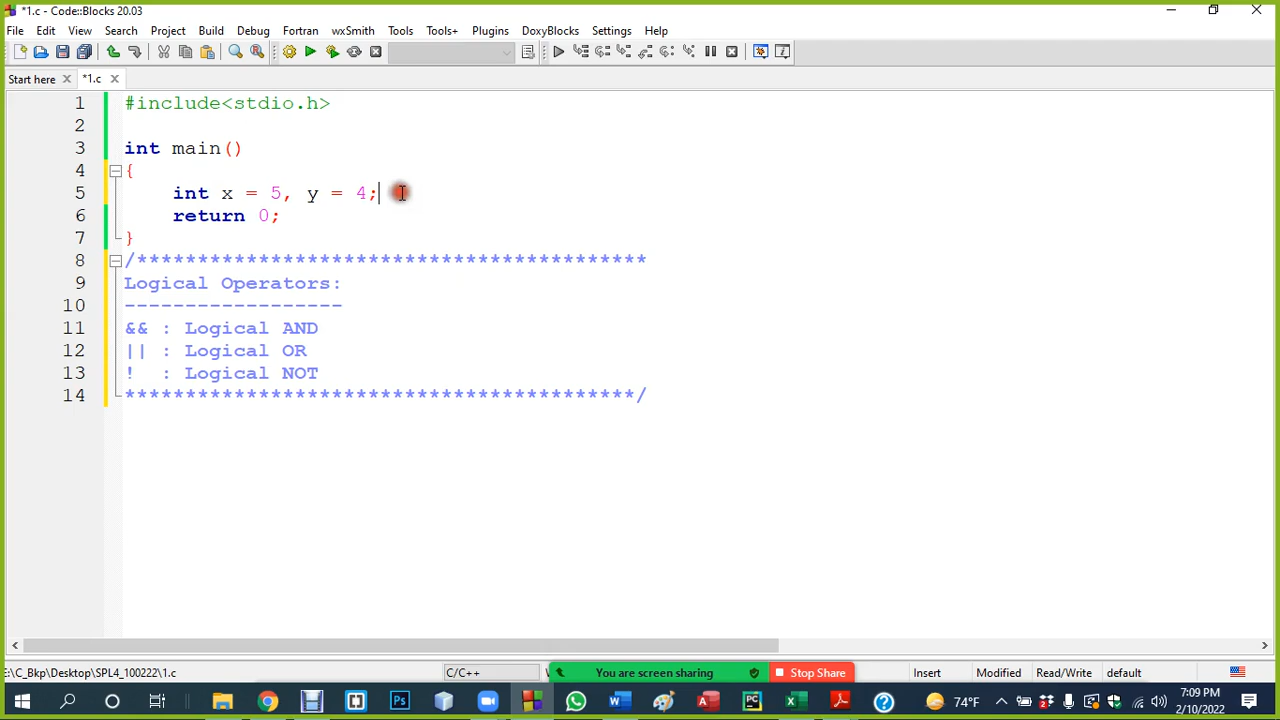 *1.c - Code::Blocks 20.03
File Edit View Search Project Build Debug Fortran wxSmith Tools Tools+ Plugins DoxyBlocks Settings Help
Start here *1.c
1 #include<stdio.h>
2
3 int main()
4 {
5 int x = 5, y = 4;
6 return 0;
7 }
8 /******************************************
9 Logical Operators:
10 ------------------
11 && : Logical AND
12 || : Logical OR
13 ! : Logical NOT
14 ******************************************/
E:\C_Bkp\Desktop\SPL4_100222\1.c C/C++ You are screen sharing Stop Share Insert Modified Read/Write default
74°F 7:09 PM
2/10/2022